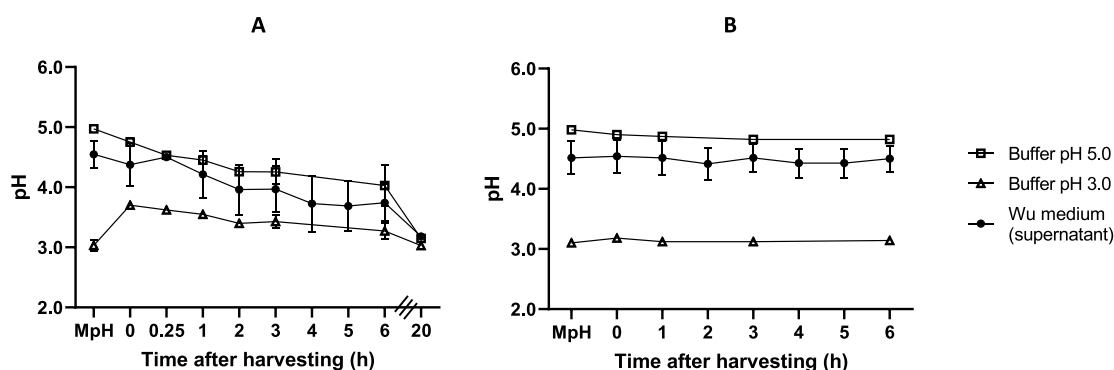 A
6.0
5.0
4.0
3.0
2.0
pH
MpH 0 0.25 1 2 3 4 5 6 20
Time after harvesting (h)
B
6.0
5.0
4.0
3.0
2.0
pH
MpH 0 1 2 3 4 5 6
Time after harvesting (h)
Buffer pH 5.0
Buffer pH 3.0
Wu medium
(supernatant)